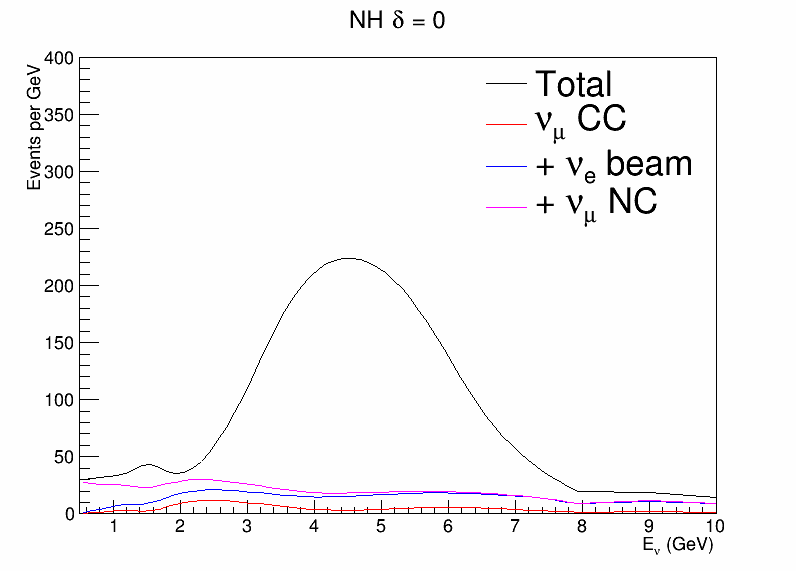 NH δ = 0
Events per GeV
400
350
300
250
200
150
100
50
0
Total
νμ CC
+ νe beam
+ νμ NC
1 2 3 4 5 6 7 8 9 10
Eν (GeV)